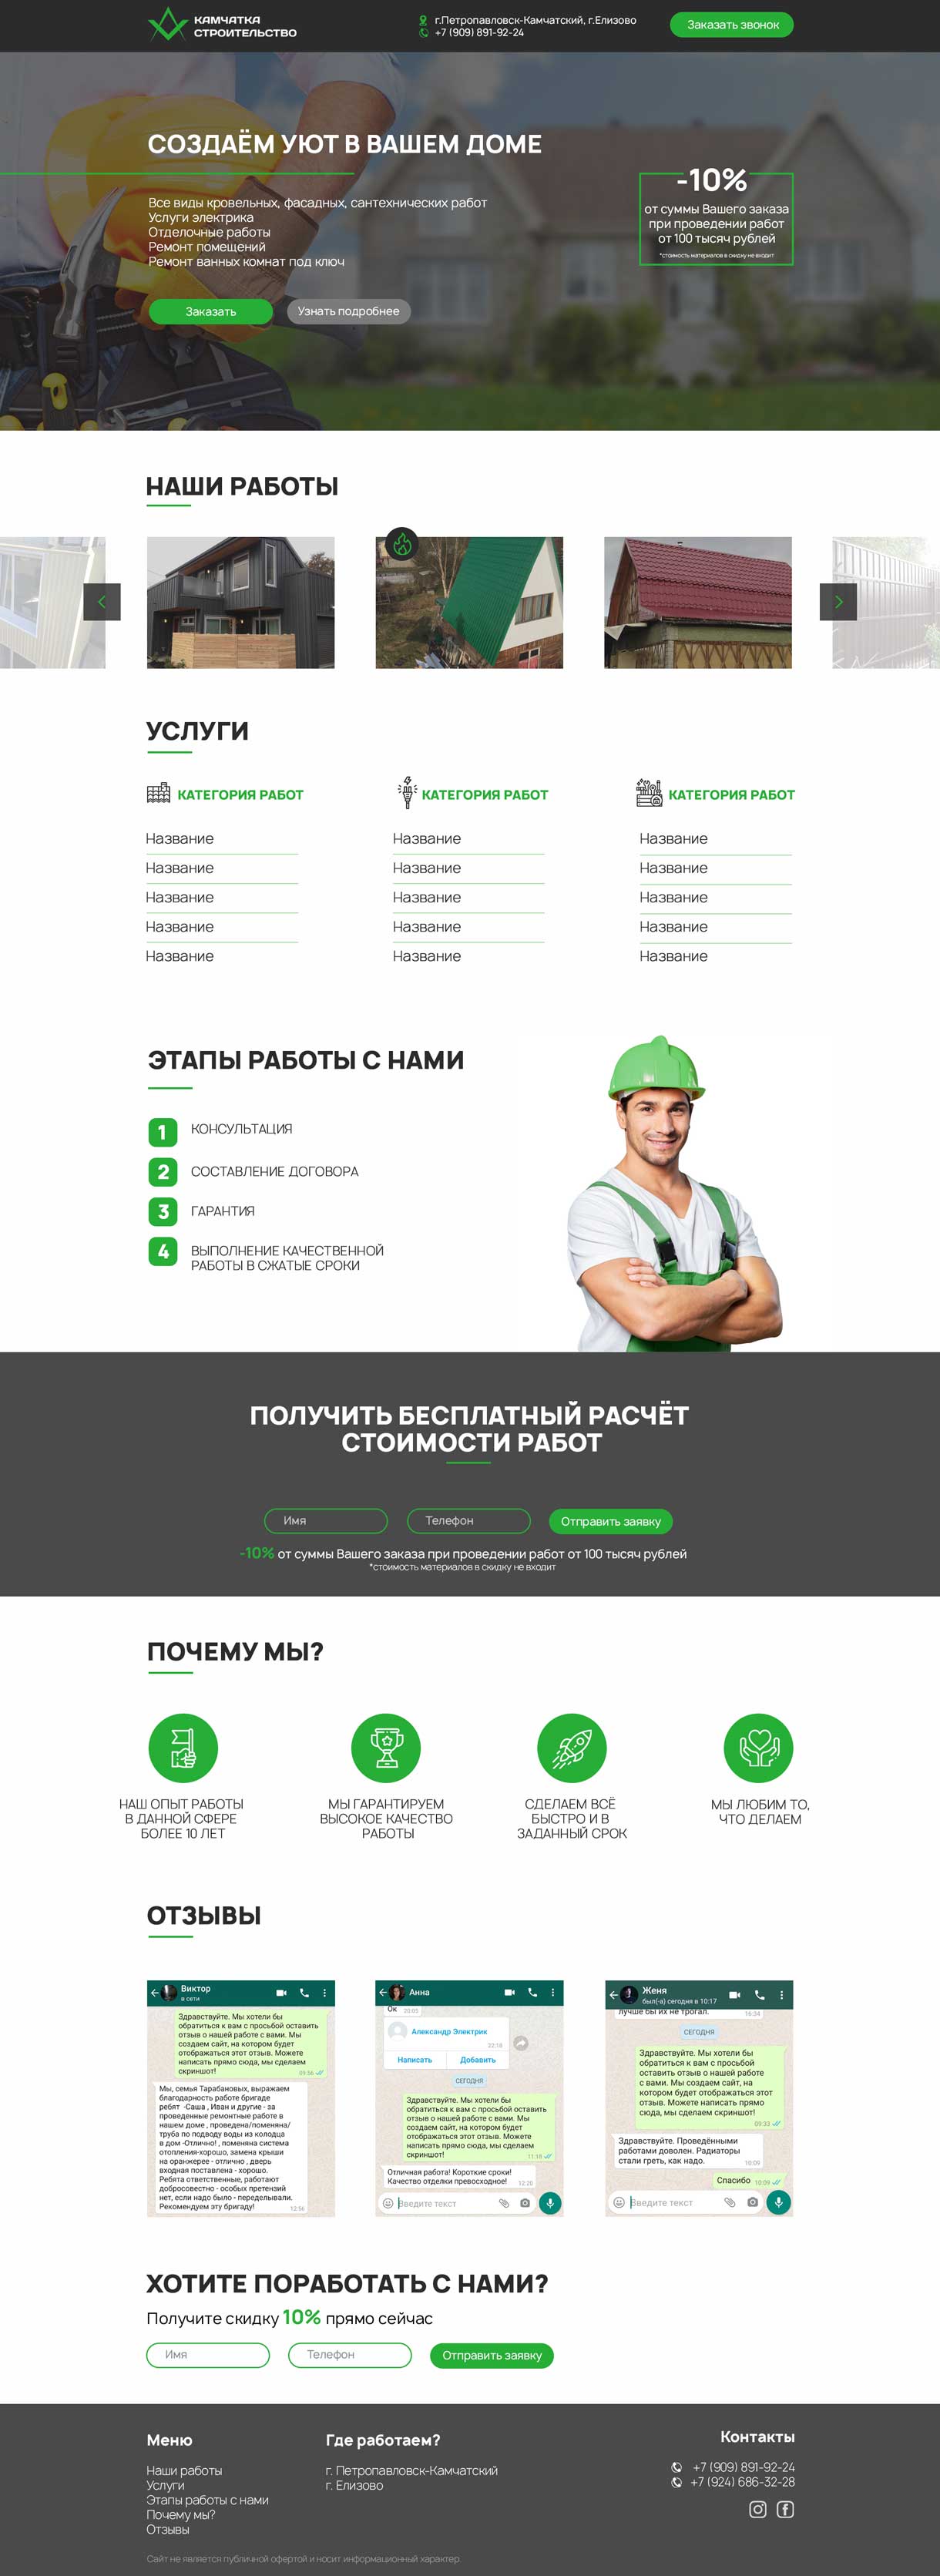 КАМЧАТКА
СТРОИТЕЛЬСТВО
г.Петропавловск-Камчатский, г.Елизово
+7 (909) 891-92-24
Заказать звонок
СОЗДАЁМ УЮТ В ВАШЕМ ДОМЕ
Все виды кровельных, фасадных, сантехнических работ
Услуги электрика
Отделочные работы
Ремонт помещений
Ремонт ванных комнат под ключ
-10%
от суммы Вашего заказа
при проведении работ
от 100 тысяч рублей
*стоимость материалов в скидку не входит
Заказать
Узнать подробнее
НАШИ РАБОТЫ
УСЛУГИ
КАТЕГОРИЯ РАБОТ
Название
Название
Название
Название
Название
КАТЕГОРИЯ РАБОТ
Название
Название
Название
Название
Название
КАТЕГОРИЯ РАБОТ
Название
Название
Название
Название
Название
ЭТАПЫ РАБОТЫ С НАМИ
1 КОНСУЛЬТАЦИЯ
2 СОСТАВЛЕНИЕ ДОГОВОРА
3 ГАРАНТИЯ
4 ВЫПОЛНЕНИЕ КАЧЕСТВЕННОЙ
РАБОТЫ В СЖАТЫЕ СРОКИ
ПОЛУЧИТЬ БЕСПЛАТНЫЙ РАСЧЁТ
СТОИМОСТИ РАБОТ
Имя
Телефон
Отправить заявку
-10% от суммы Вашего заказа при проведении работ от 100 тысяч рублей
*стоимость материалов в скидку не входит
ПОЧЕМУ МЫ?
НАШ ОПЫТ РАБОТЫ
В ДАННОЙ СФЕРЕ
БОЛЕЕ 10 ЛЕТ
МЫ ГАРАНТИРУЕМ
ВЫСОКОЕ КАЧЕСТВО
РАБОТЫ
СДЕЛАЕМ ВСЁ
БЫСТРО И В
ЗАДАННЫЙ СРОК
МЫ ЛЮБИМ ТО,
ЧТО ДЕЛАЕМ
ОТЗЫВЫ
Виктор
в сети
Здравствуйте. Мы хотели бы
обратиться к вам с просьбой оставить
отзыв о нашей работе с вами. Мы
создаем сайт, на котором будет
отображаться этот отзыв. Можете
написать прямо сюда, мы сделаем
скриншот!
09:36
Мы, семья Тарабановых, выражаем
благодарность работе бригаде
ребят -Саша , Иван и другие - за
проведенные ремонтные работе в
нашем доме , проведена/поменяна/
труба по подводу воды из колодца
в дом -Отлично! , поменяна система
отопления-хорошо, замена крыши
на оранжерее - отлично , дверь
входная поставлена - хорошо.
Ребята ответственные, работают
добросовестно - особых претензий
нет, если надо было - переделывали.
Рекомендуем эту бригаду!
12:56
Анна
Ок 20:05
Александр Электрик
22:16
Написать Добавить
СЕГОДНЯ
Здравствуйте. Мы хотели бы
обратиться к вам с просьбой оставить
отзыв о нашей работе с вами. Мы
создаем сайт, на котором будет
отображаться этот отзыв. Можете
написать прямо сюда, мы сделаем
скриншот!
11:18
Отличная работа! Короткие сроки!
Качество отделки превосходное!
12:20
Введите текст
Женя
был(-а) сегодня в 10:17
лучше бы их не трогал.
16:34
СЕГОДНЯ
Здравствуйте. Мы хотели бы
обратиться к вам с просьбой
оставить отзыв о нашей работе
с вами. Мы создаем сайт, на
котором будет отображаться этот
отзыв. Можете написать прямо
сюда, мы сделаем скриншот!
09:33
Здравствуйте. Проведёнными
работами доволен. Радиаторы
стали греть, как надо.
10:09
Спасибо 10:09
Введите текст
ХОТИТЕ ПОРАБОТАТЬ С НАМИ?
Получите скидку 10% прямо сейчас
Имя
Телефон
Отправить заявку
Меню
Наши работы
Услуги
Этапы работы с нами
Почему мы?
Отзывы
Где работаем?
г. Петропавловск-Камчатский
г. Елизово
Контакты
+7 (909) 891-92-24
+7 (924) 686-32-28
Сайт не является публичной офертой и носит информационный характер.